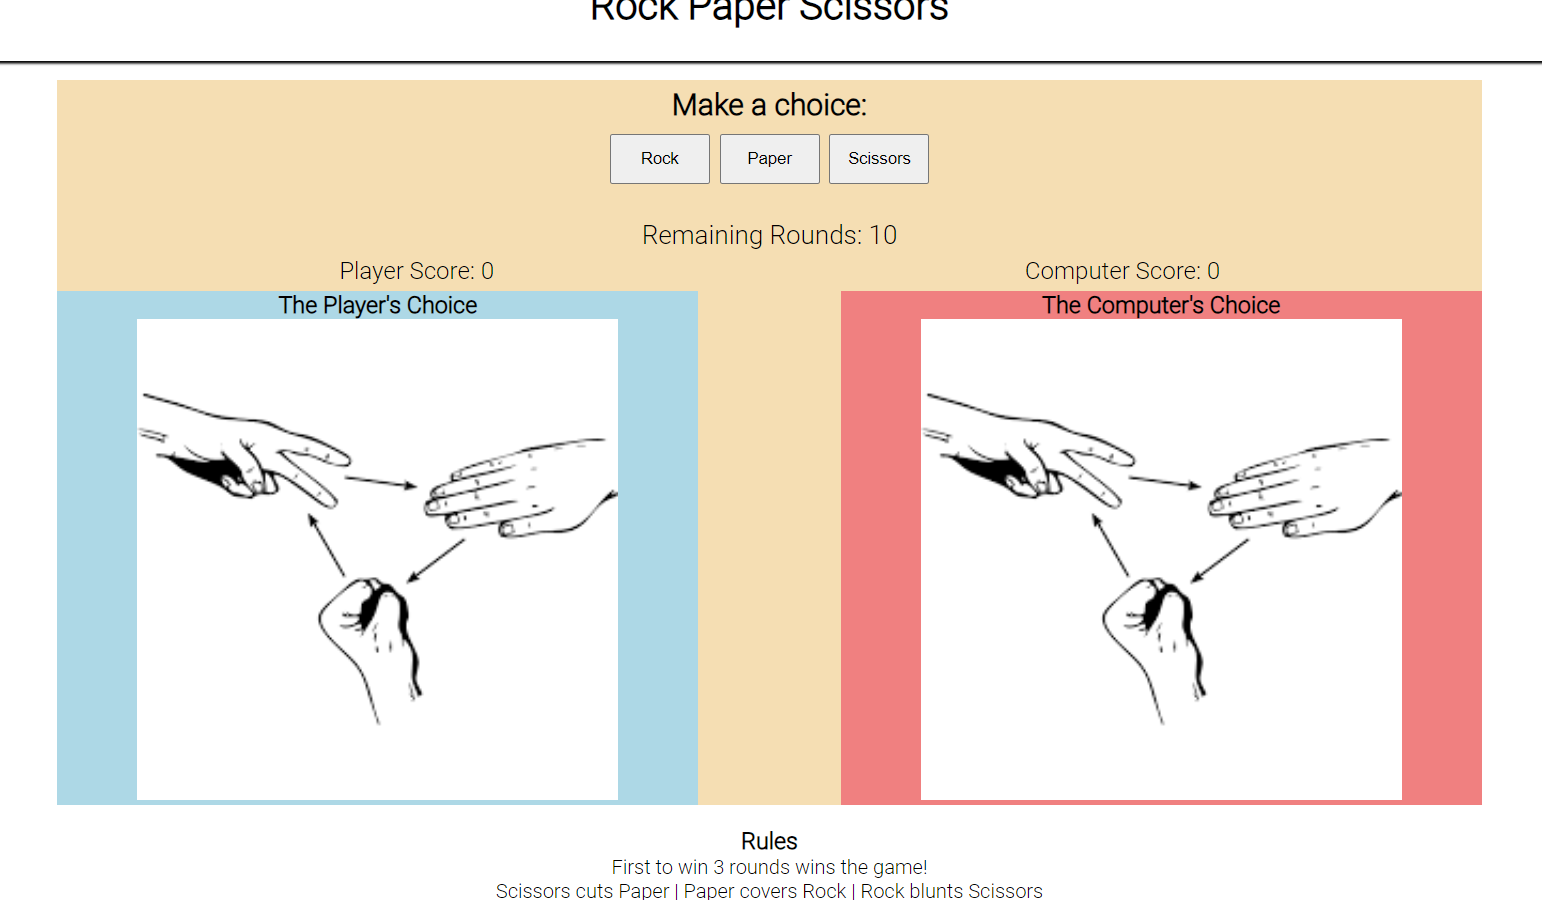 Rock Paper Scissors
Make a choice:
Rock Paper Scissors
Remaining Rounds: 10
Player Score: 0 Computer Score: 0
The Player's Choice The Computer's Choice
Rules
First to win 3 rounds wins the game!
Scissors cuts Paper | Paper covers Rock | Rock blunts Scissors